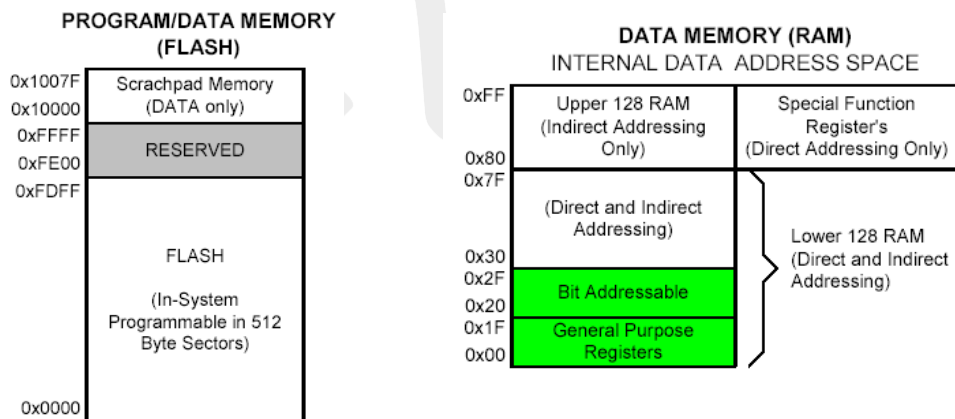 PROGRAM/DATA MEMORY
(FLASH)
0x1007F
Scrachpad Memory
0x10000
(DATA only)
0xFFFF
RESERVED
0xFE00
0xFDFF
FLASH
(In-System
Programmable in 512
Byte Sectors)
0x0000
DATA MEMORY (RAM)
INTERNAL DATA ADDRESS SPACE
0xFF
Upper 128 RAM
(Indirect Addressing
Only)
Special Function
Register's
(Direct Addressing Only)
0x80
0x7F
(Direct and Indirect
Addressing)
Lower 128 RAM
(Direct and Indirect
Addressing)
0x30
0x2F
Bit Addressable
0x20
0x1F
General Purpose
Registers
0x00